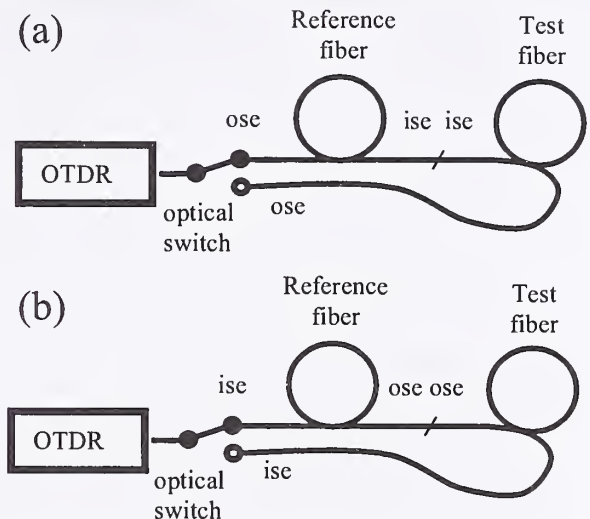 (a)
Reference
fiber
Test
fiber
ose
ise ise
OTDR
optical
switch
ose
(b)
Reference
fiber
Test
fiber
ise
ose ose
OTDR
optical
switch
ise